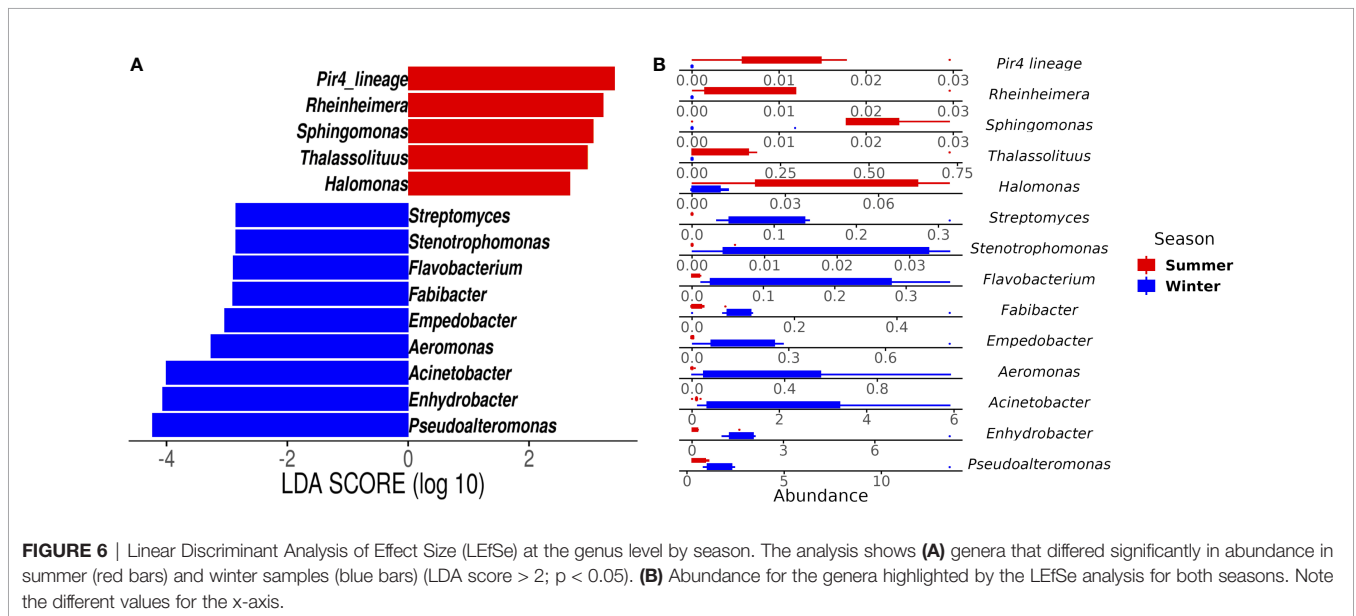 A
Pir4_lineage
Rheinheimera
Sphingomonas
Thalassolituus
Halomonas
Streptomyces
Stenotrophomonas
Flavobacterium
Fabibacter
Empedobacter
Aeromonas
Acinetobacter
Enhydrobacter
Pseudoalteromonas
-4 -2 0 2
LDA SCORE (log 10)
B
Pir4 lineage
0.00 0.01 0.02 0.03
Rheinheimera
0.00 0.01 0.02 0.03
Sphingomonas
0.00 0.01 0.02 0.03
Thalassolituus
0.00 0.25 0.50 0.75
Halomonas
0.00 0.03 0.06
Streptomyces
0.0 0.1 0.2 0.3
Stenotrophomonas
0.00 0.01 0.02 0.03
Flavobacterium
0.0 0.1 0.2 0.3
Fabibacter
0.0 0.2 0.4
Empedobacter
0.0 0.3 0.6
Aeromonas
0.0 0.4 0.8
Acinetobacter
0 2 4 6
Enhydrobacter
0 3 6
Pseudoalteromonas
0 5 10
Abundance
Season
Summer
Winter
FIGURE 6 | Linear Discriminant Analysis of Effect Size (LEfSe) at the genus level by season. The analysis shows (A) genera that differed significantly in abundance in
summer (red bars) and winter samples (blue bars) (LDA score > 2; p < 0.05). (B) Abundance for the genera highlighted by the LEfSe analysis for both seasons. Note
the different values for the x-axis.